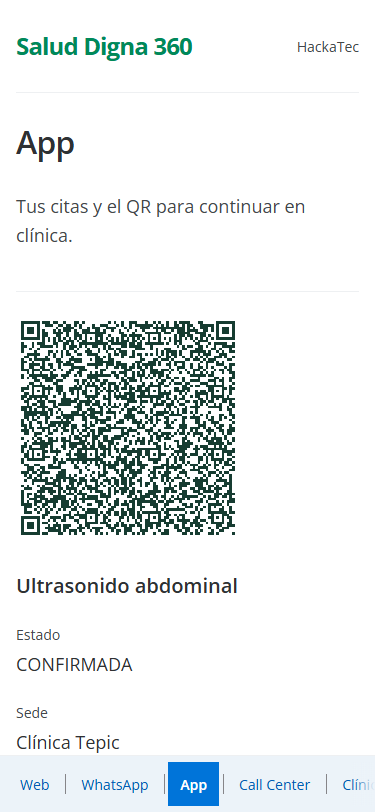 Salud Digna 360
HackaTec
App
Tus citas y el QR para continuar en
clínica.
Ultrasonido abdominal
Estado
CONFIRMADA
Sede
Clínica Tepic
Web
WhatsApp
App
Call Center
Clínic